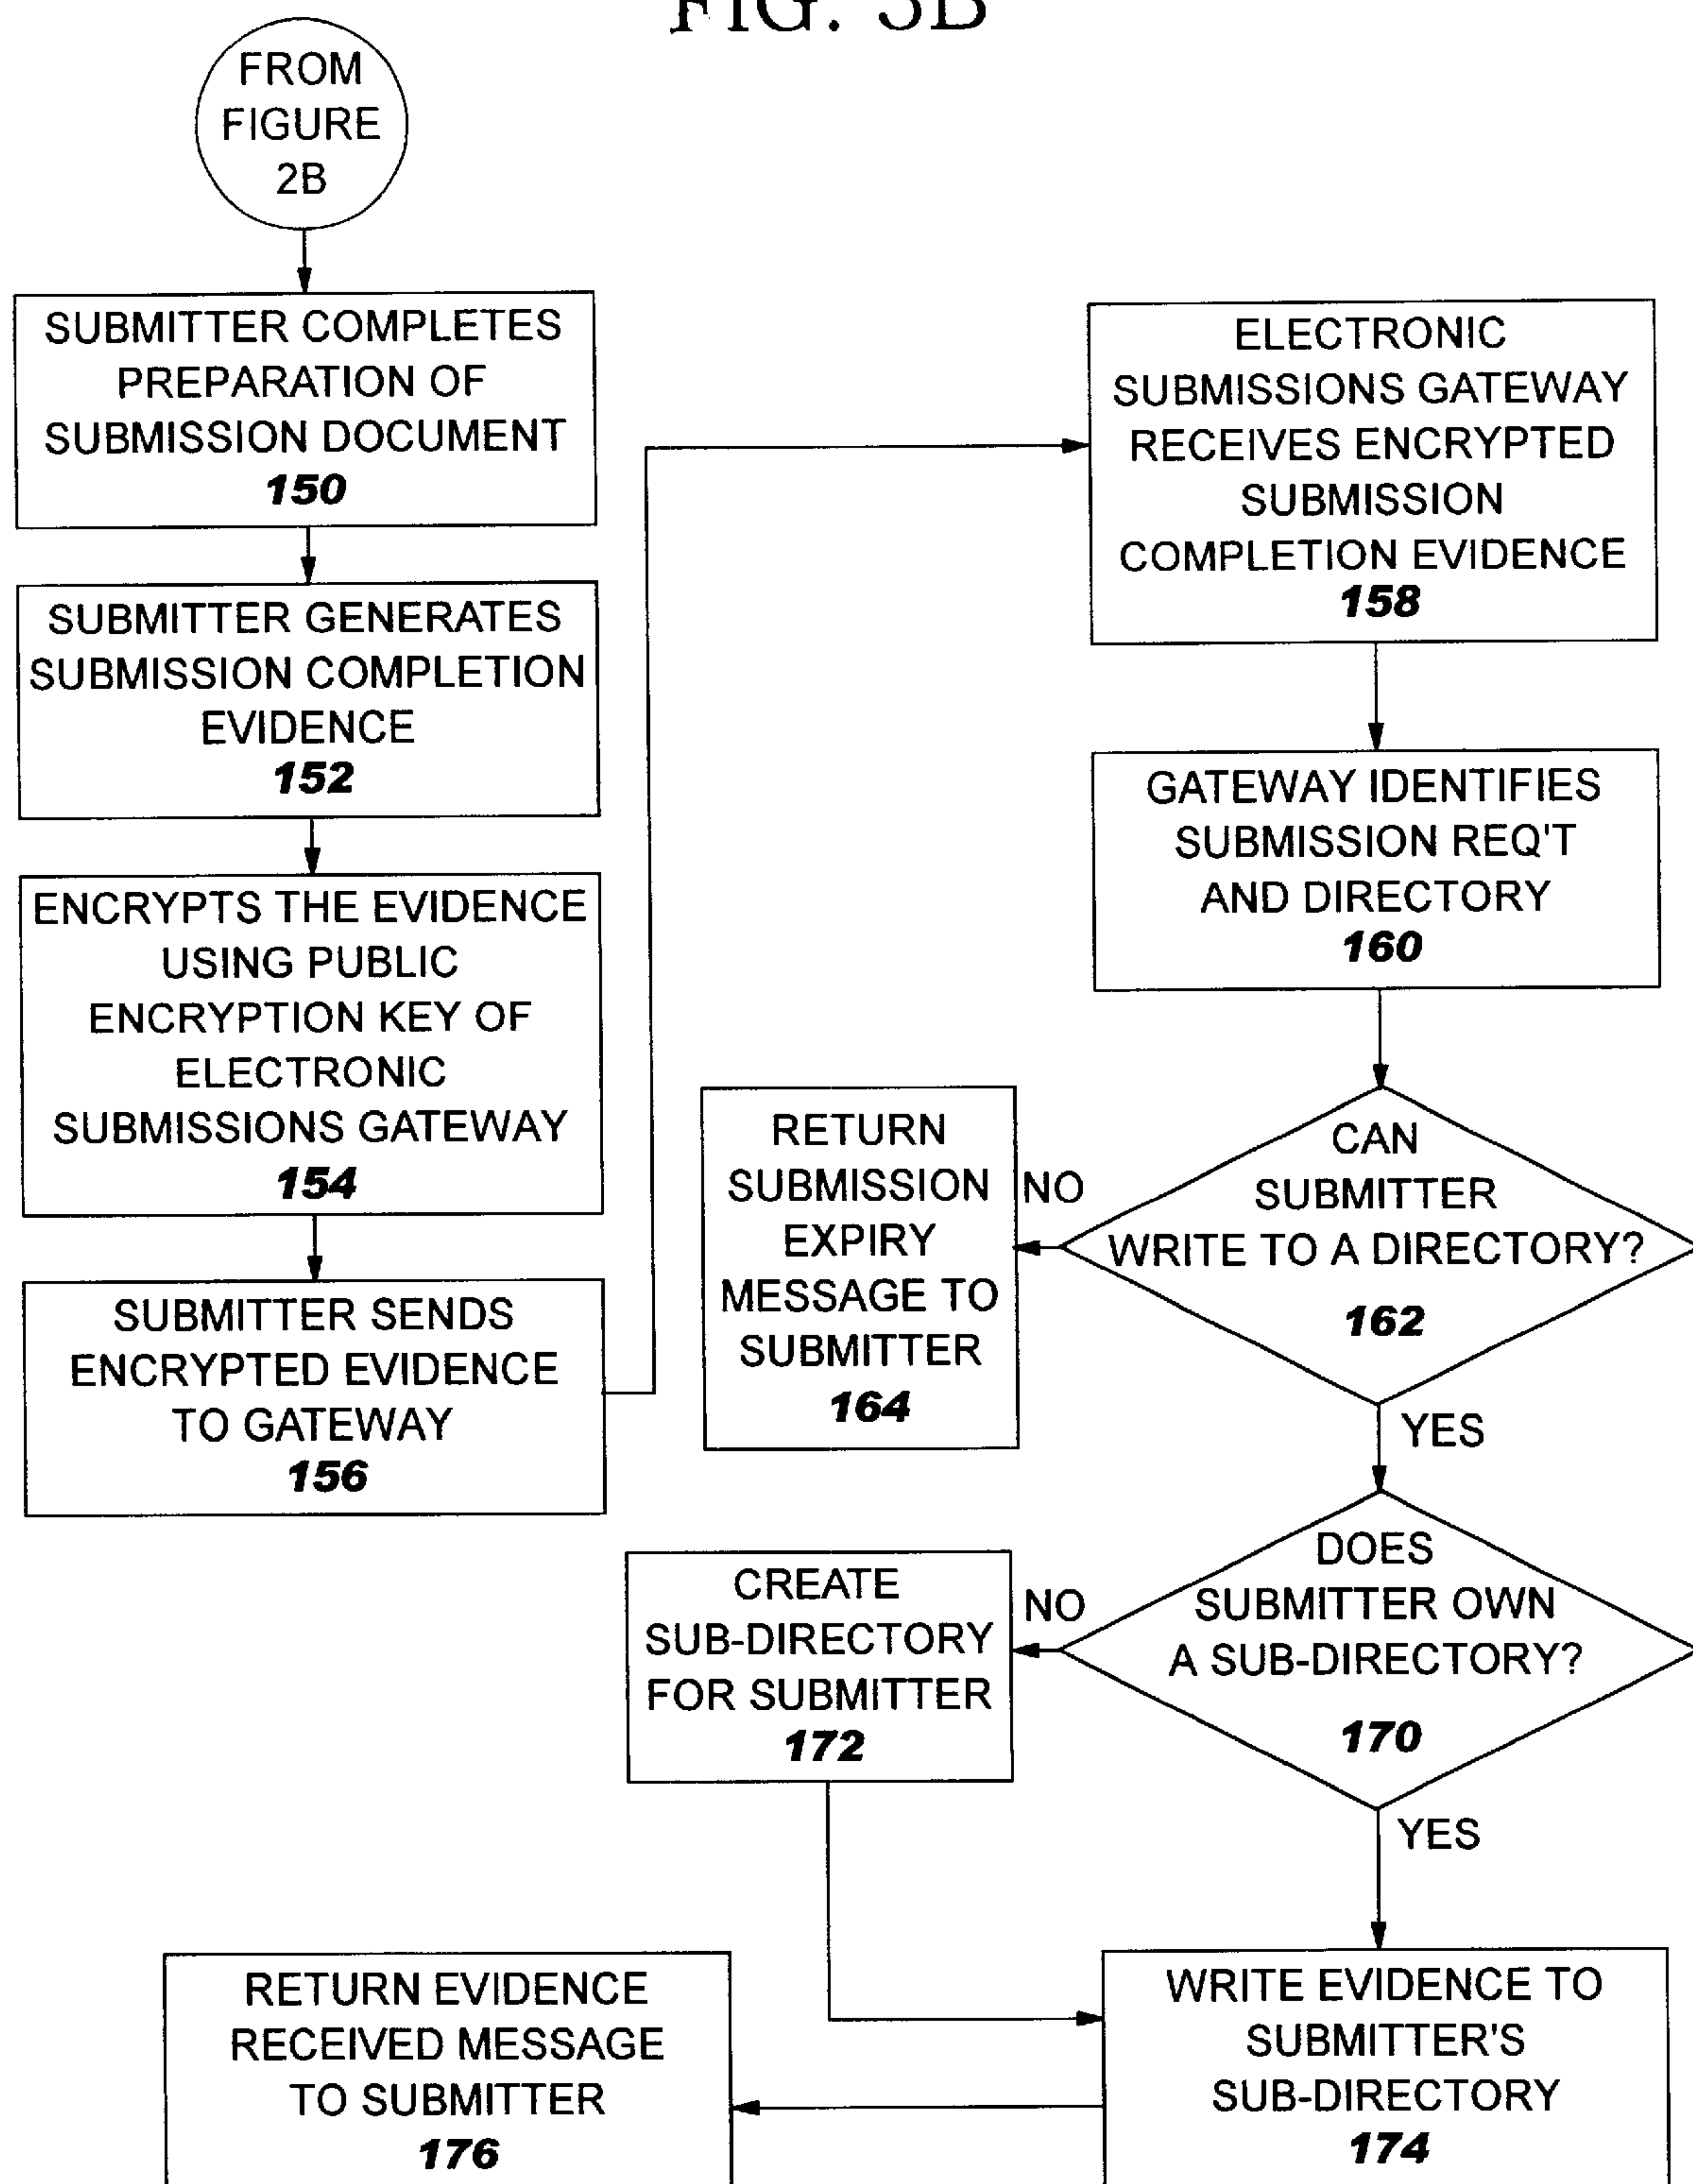 FIG.
FROM
FIGURE
2B
SUBMITTER COMPLETES
PREPARATION OF
SUBMISSION DOCUMENT
150
SUBMITTER GENERATES
SUBMISSION COMPLETION
EVIDENCE
152
ENCRYPTS THE EVIDENCE
USING PUBLIC
ENCRYPTION KEY OF
ELECTRONIC
SUBMISSIONS GATEWAY
154
SUBMITTER SENDS
ENCRYPTED EVIDENCE
TO GATEWAY
156
ELECTRONIC
SUBMISSIONS GATEWAY
RECEIVES ENCRYPTED
SUBMISSION
COMPLETION EVIDENCE
158
GATEWAY IDENTIFIES
SUBMISSION REQ'T
AND DIRECTORY
160
CAN
SUBMITTER
WRITE TO A DIRECTORY?
162
NO
RETURN
SUBMISSION
EXPIRY
MESSAGE TO
SUBMITTER
164
YES
DOES
SUBMITTER OWN
A SUB-DIRECTORY?
170
NO
CREATE
SUB-DIRECTORY
FOR SUBMITTER
172
YES
WRITE EVIDENCE TO
SUBMITTER'S
SUB-DIRECTORY
174
RETURN EVIDENCE
RECEIVED MESSAGE
TO SUBMITTER
176